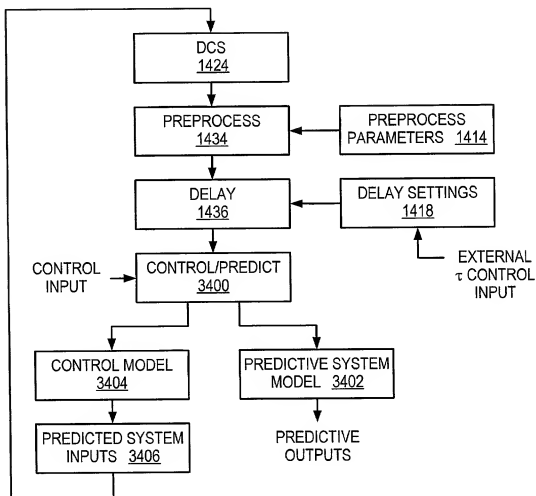 DCS
1424
PREPROCESS
1434
PREPROCESS
PARAMETERS 1414
DELAY
1436
DELAY SETTINGS
1418
CONTROL
INPUT
CONTROL/PREDICT
3400
EXTERNAL
τ CONTROL
INPUT
CONTROL MODEL
3404
PREDICTIVE SYSTEM
MODEL 3402
PREDICTED SYSTEM
INPUTS 3406
PREDICTIVE
OUTPUTS